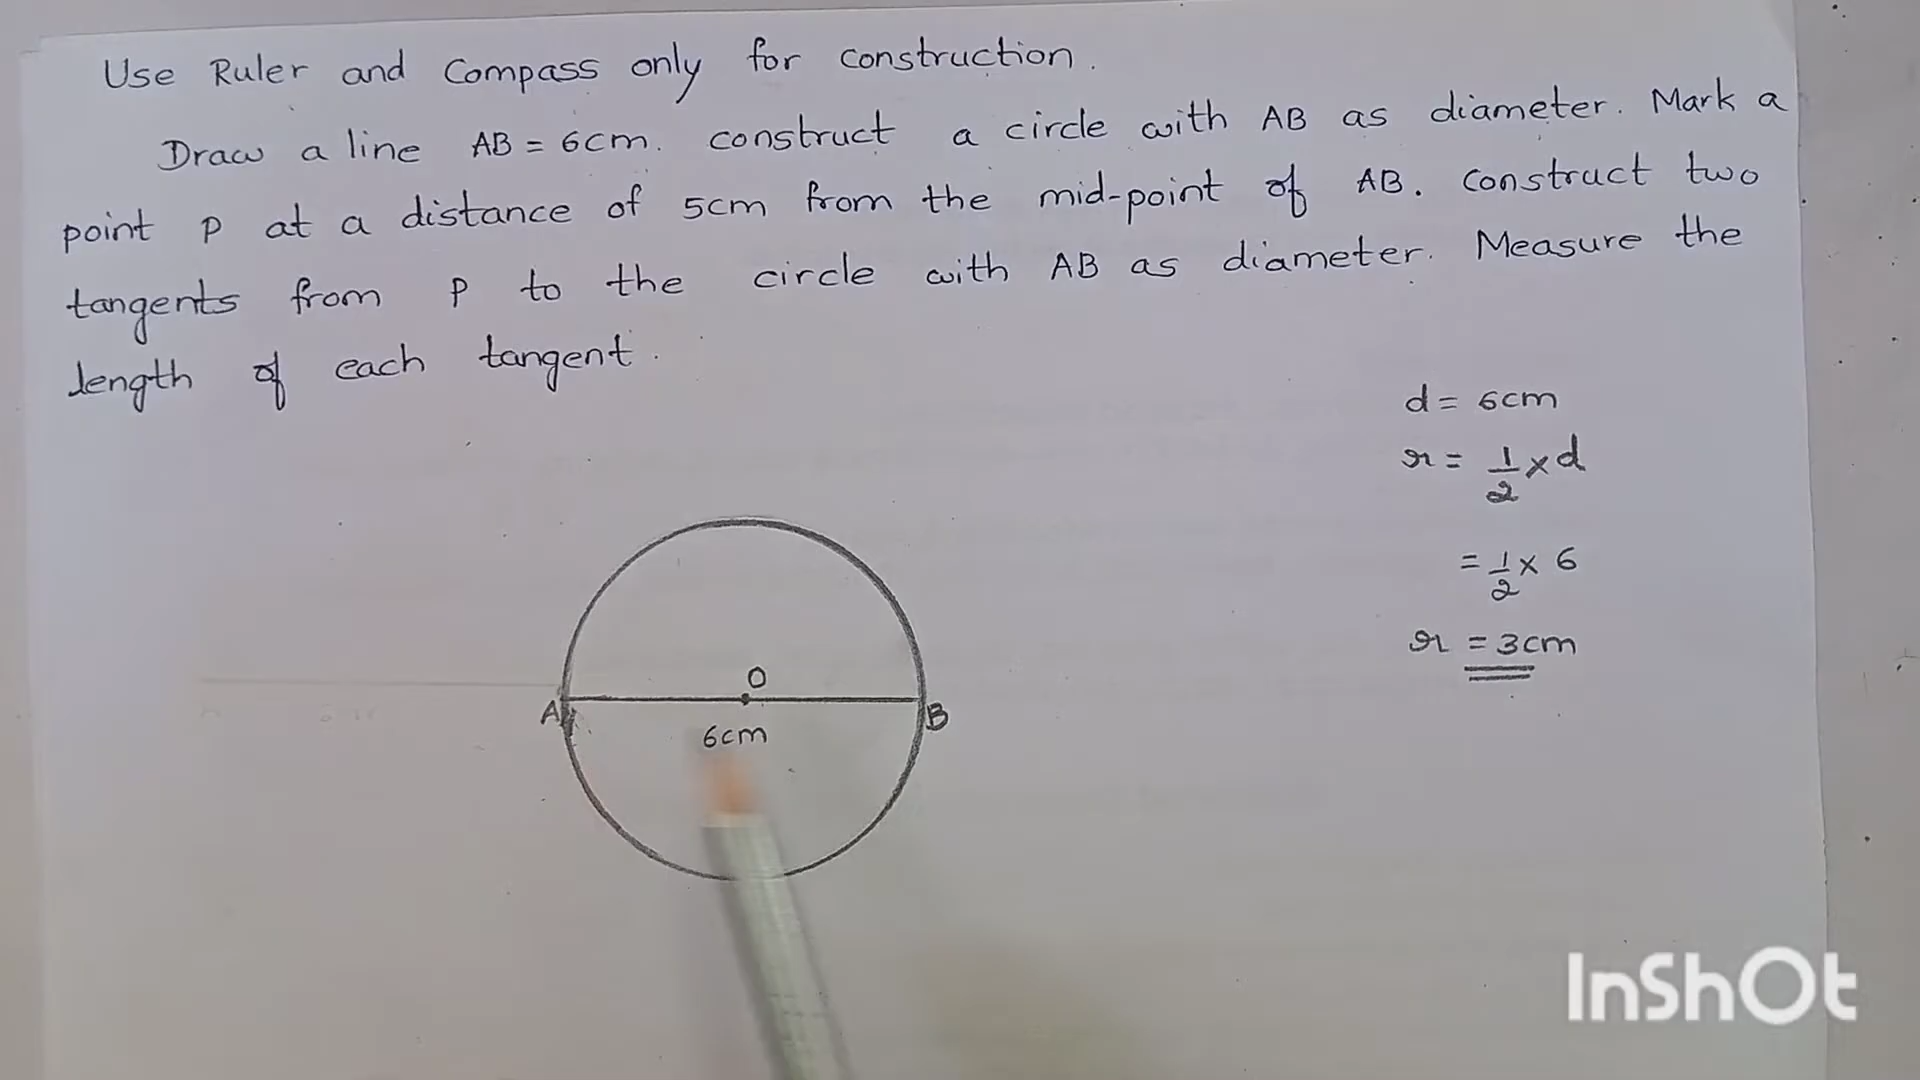 Use Ruler and Compass only for construction.
Draw a line AB = 6cm. construct a circle with AB as diameter. Mark a
point P at a distance of 5cm from the mid-point of AB. Construct two
tangents from P to the circle with AB as diameter. Measure the
length of each tangent.
d = 6cm
r = 1/2 × d
= 1/2 × 6
r = 3cm
O
A
B
6cm
InShOt